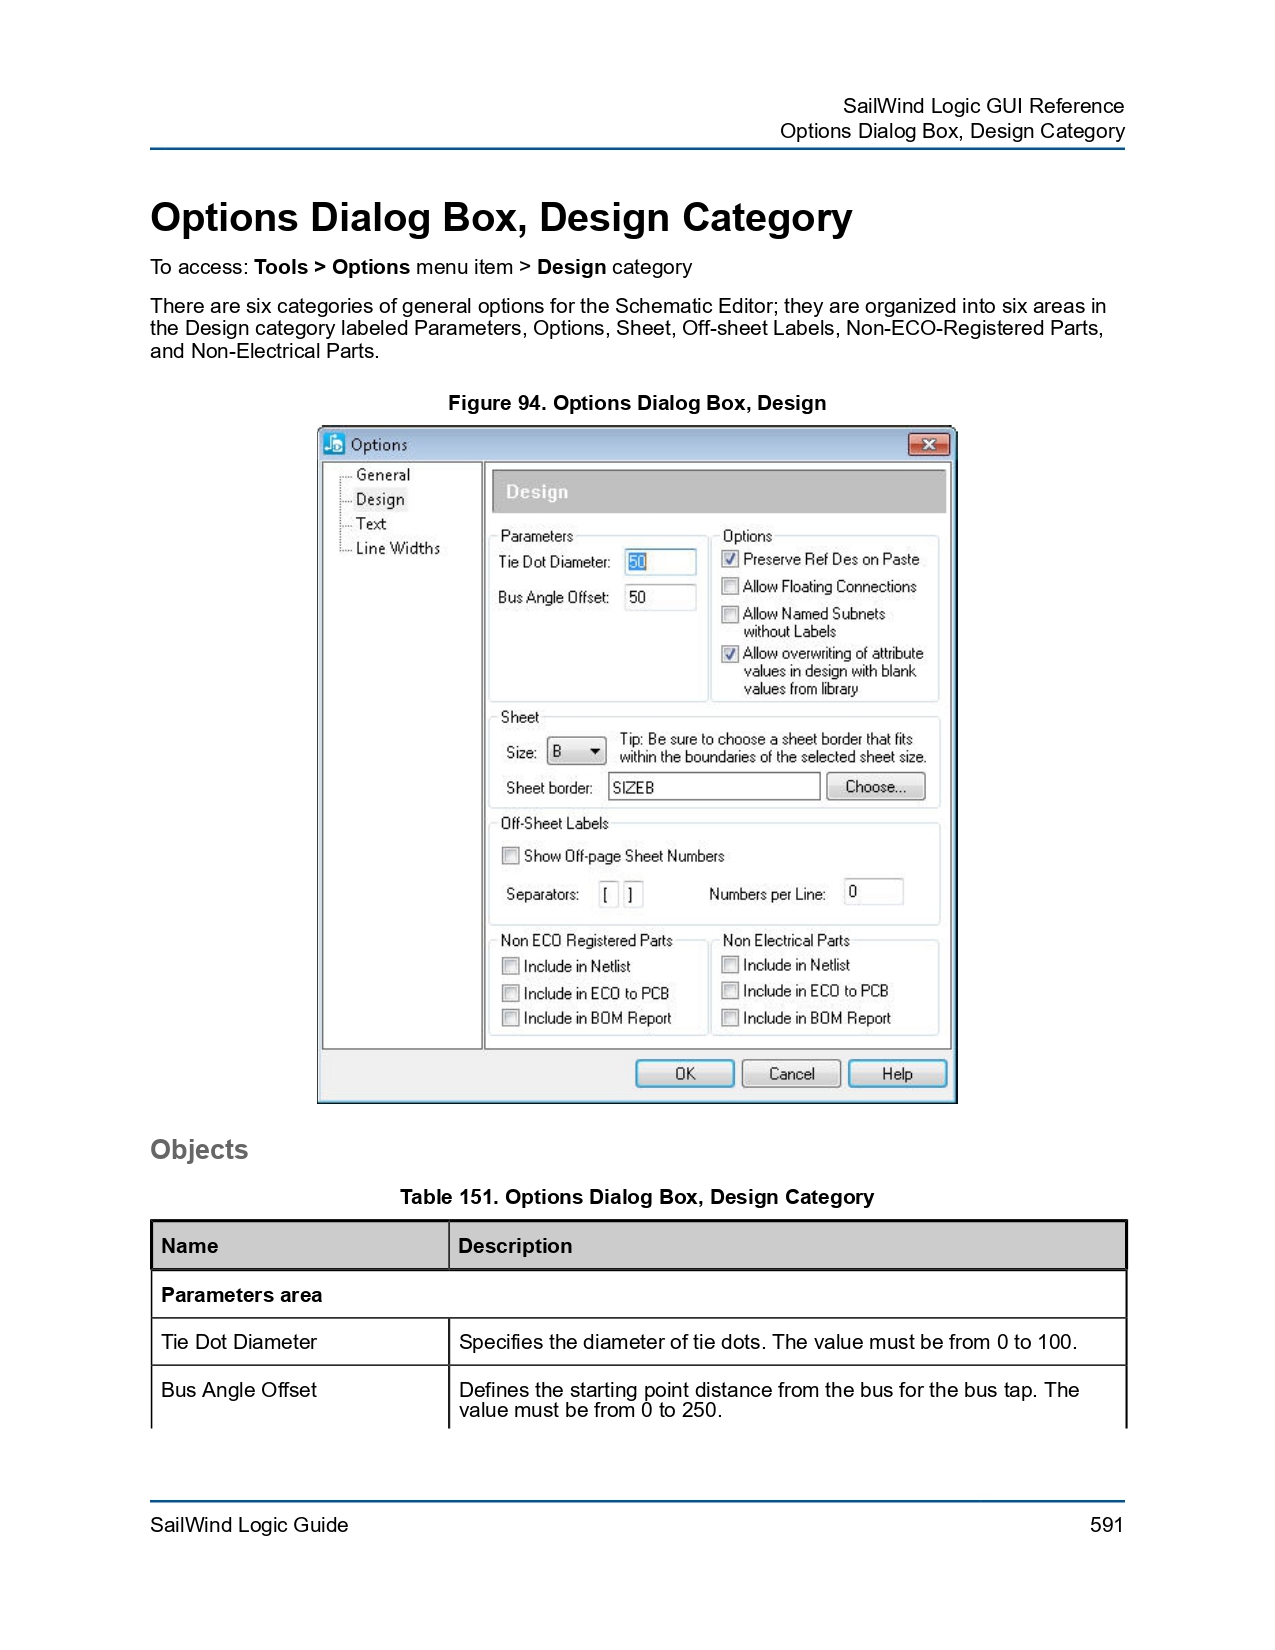 SailWind Logic GUI Reference
Options Dialog Box, Design Category
Options Dialog Box, Design Category
To access: Tools > Options menu item > Design category
There are six categories of general options for the Schematic Editor; they are organized into six areas in
the Design category labeled Parameters, Options, Sheet, Off-sheet Labels, Non-ECO-Registered Parts,
and Non-Electrical Parts.
Figure 94. Options Dialog Box, Design
Options
General
Design
Text
Line Widths
Design
Parameters
Tie Dot Diameter: 50
Bus Angle Offset: 50
Options
Preserve Ref Des on Paste
Allow Floating Connections
Allow Named Subnets
without Labels
Allow overwriting of attribute
values in design with blank
values from library
Sheet
Size: B
Tip: Be sure to choose a sheet border that fits
within the boundaries of the selected sheet size.
Sheet border: SIZEB Choose...
Off-Sheet Labels
Show Off-page Sheet Numbers
Separators: [ ] Numbers per Line: 0
Non ECO Registered Parts
Include in Netlist
Include in ECO to PCB
Include in BOM Report
Non Electrical Parts
Include in Netlist
Include in ECO to PCB
Include in BOM Report
OK Cancel Help
Objects
Table 151. Options Dialog Box, Design Category
Name Description
Parameters area
Tie Dot Diameter Specifies the diameter of tie dots. The value must be from 0 to 100.
Bus Angle Offset Defines the starting point distance from the bus for the bus tap. The
value must be from 0 to 250.
SailWind Logic Guide 591